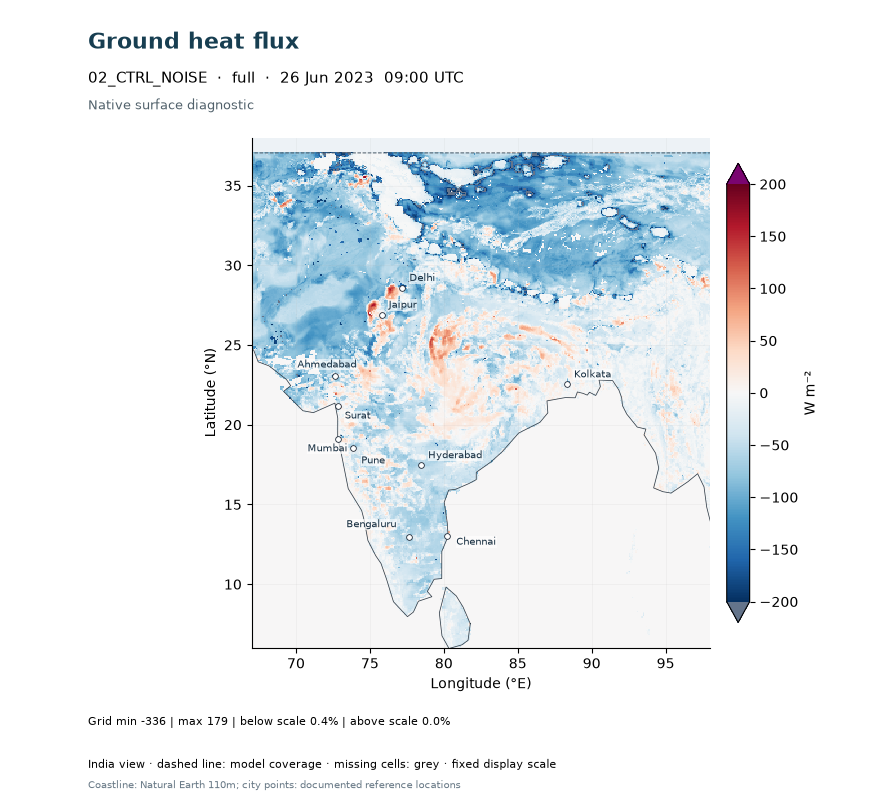 Ground heat flux
02_CTRL_NOISE · full · 26 Jun 2023 09:00 UTC
Native surface diagnostic
35
30
25
20
15
10
Latitude (°N)
Delhi
Jaipur
Ahmedabad
Kolkata
Surat
Mumbai
Pune
Hyderabad
Bengaluru
Chennai
70 75 80 85 90 95
Longitude (°E)
200
150
100
50
0
−50
−100
−150
−200
W m⁻²
Grid min -336 | max 179 | below scale 0.4% | above scale 0.0%
India view · dashed line: model coverage · missing cells: grey · fixed display scale
Coastline: Natural Earth 110m; city points: documented reference locations